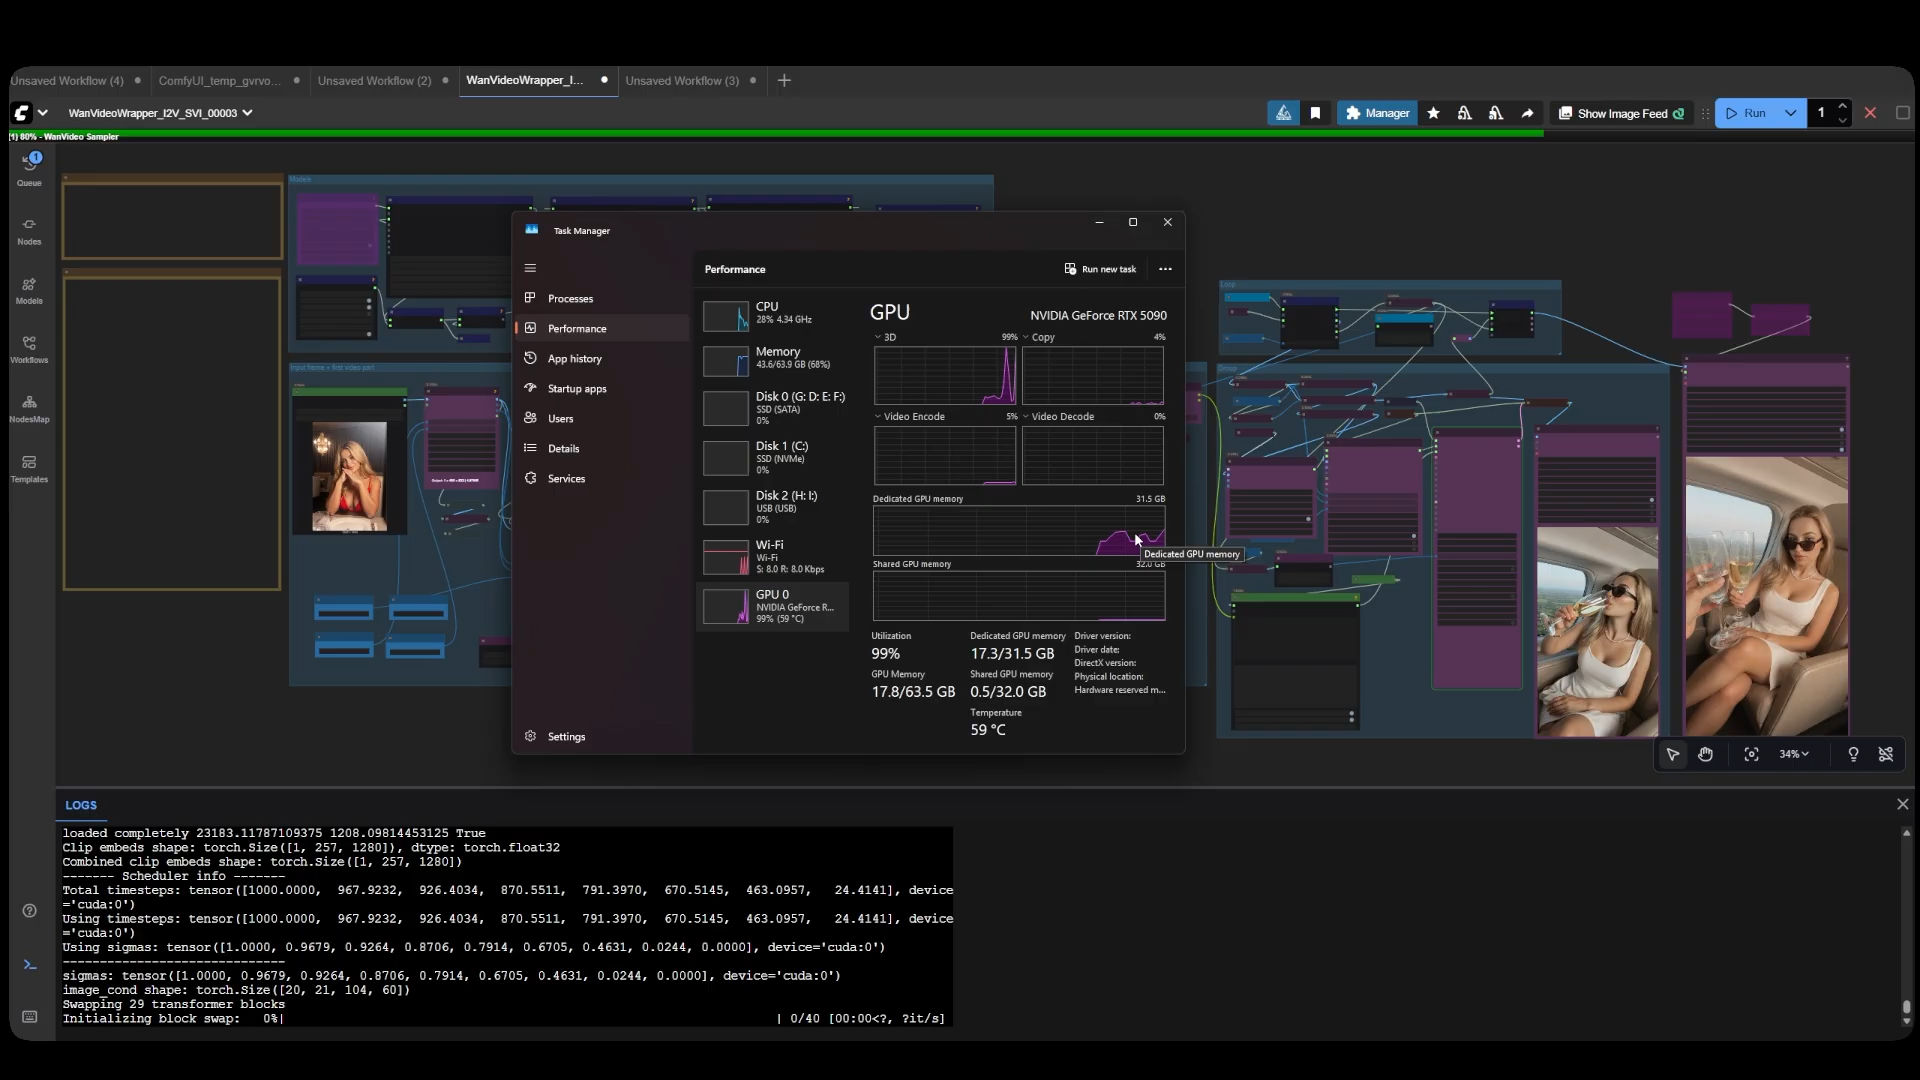 Unsaved Workflow (4)
ComfyUI_temp_gvrvo...
Unsaved Workflow (2)
WanVideoWrapper_I...
Unsaved Workflow (3)
WanVideoWrapper_I2V_SVI_00003
Manager
Show Image Feed
Run
1
(1) 80% - WanVideo Sampler
1
Queue
Nodes
Models
Workflows
NodesMap
Templates
Models
Input frame + first video part
Loop
Group
Task Manager
Processes
Performance
App history
Startup apps
Users
Details
Services
Settings
Performance
Run new task
CPU
28% 4.34 GHz
Memory
43.6/63.9 GB (68%)
Disk 0 (G: D: E: F:)
SSD (SATA)
0%
Disk 1 (C:)
SSD (NVMe)
0%
Disk 2 (H: I:)
USB (USB)
0%
Wi-Fi
Wi-Fi
S: 8.0 R: 8.0 Kbps
GPU 0
NVIDIA GeForce R...
99% (59 °C)
GPU
NVIDIA GeForce RTX 5090
3D 99%
Copy 4%
Video Encode 5%
Video Decode 0%
Dedicated GPU memory 31.5 GB
Dedicated GPU memory
Shared GPU memory 32.0 GB
Utilization
99%
Dedicated GPU memory
17.3/31.5 GB
GPU Memory
17.8/63.5 GB
Shared GPU memory
0.5/32.0 GB
Temperature
59 °C
Driver version:
Driver date:
DirectX version:
Physical location:
Hardware reserved m...
34%
LOGS
loaded completely 23183.11787109375 1208.09814453125 True
Clip embeds shape: torch.Size([1, 257, 1280]), dtype: torch.float32
Combined clip embeds shape: torch.Size([1, 257, 1280])
------- Scheduler info -------
Total timesteps: tensor([1000.0000, 967.9232, 926.4034, 870.5511, 791.3970, 670.5145, 463.0957, 24.4141], device
='cuda:0')
Using timesteps: tensor([1000.0000, 967.9232, 926.4034, 870.5511, 791.3970, 670.5145, 463.0957, 24.4141], device
='cuda:0')
Using sigmas: tensor([1.0000, 0.9679, 0.9264, 0.8706, 0.7914, 0.6705, 0.4631, 0.0244, 0.0000], device='cuda:0')
------------------------------
sigmas: tensor([1.0000, 0.9679, 0.9264, 0.8706, 0.7914, 0.6705, 0.4631, 0.0244, 0.0000], device='cuda:0')
image_cond shape: torch.Size([20, 21, 104, 60])
Swapping 29 transformer blocks
Initializing block swap: 0%| | 0/40 [00:00<?, ?it/s]